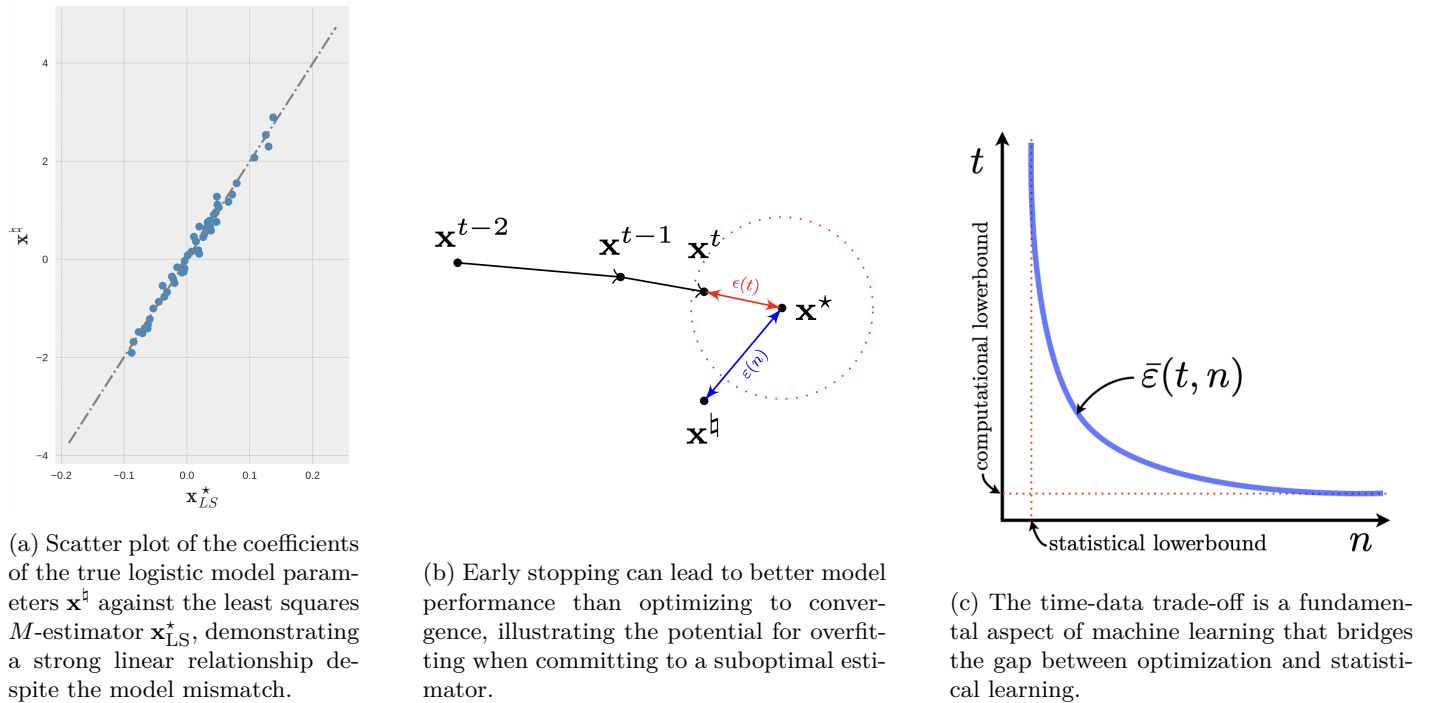 4
2
0
−2
−4
x♮
−0.2 −0.1 0.0 0.1 0.2
x⋆LS
(a) Scatter plot of the coefficients
of the true logistic model param-
eters x♮ against the least squares
M-estimator x⋆LS, demonstrating
a strong linear relationship de-
spite the model mismatch.
x^{t−2}
x^{t−1}
x^t
ϵ(t)
x⋆
ε(n)
x♮
(b) Early stopping can lead to better model
performance than optimizing to conver-
gence, illustrating the potential for overfit-
ting when committing to a suboptimal esti-
mator.
t
computational lowerbound
ε̄(t, n)
statistical lowerbound
n
(c) The time-data trade-off is a fundamen-
tal aspect of machine learning that bridges
the gap between optimization and statisti-
cal learning.